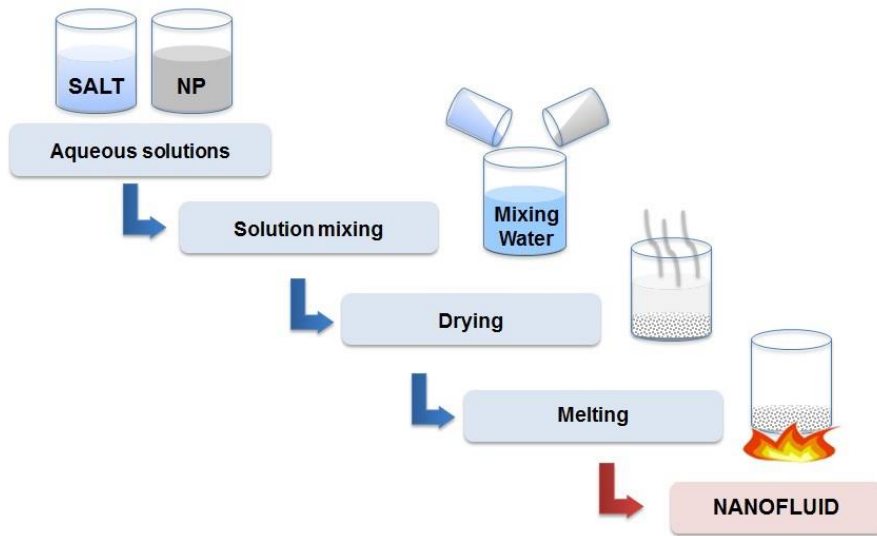 SALT
NP
Aqueous solutions
Solution mixing
Mixing
Water
Drying
Melting
NANOFLUID